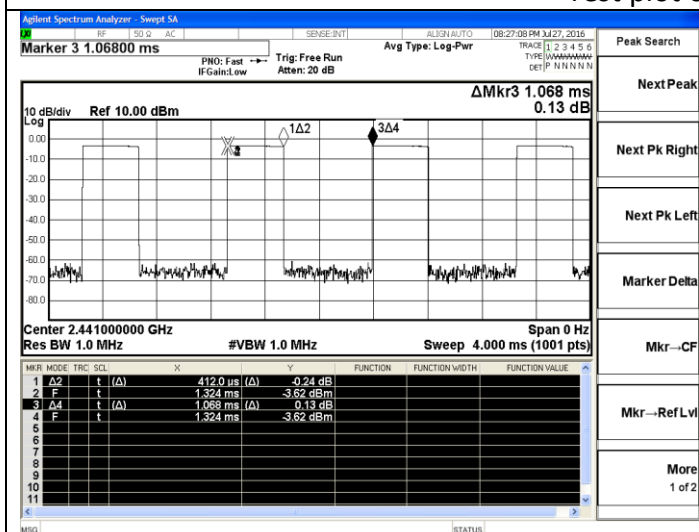 Agilent Spectrum Analyzer - Swept SA
RF 50 Ω AC SENSE:INT ALIGN AUTO 08:27:08 PM Jul 27, 2016
Marker 3 1.06800 ms
PNO: Fast Trig: Free Run
IFGain:Low Atten: 20 dB
Avg Type: Log-Pwr
TRACE 1 2 3 4 5 6
TYPE
DET P N N N N N
Peak Search
Next Peak
Next Pk Right
Next Pk Left
Marker Delta
Mkr→CF
Mkr→Ref Lvl
More
1 of 2
ΔMkr3 1.068 ms
0.13 dB
10 dB/div Ref 10.00 dBm
Log
1Δ2
3Δ4
0.00
-10.0
-20.0
-30.0
-40.0
-50.0
-60.0
-70.0
-80.0
Center 2.441000000 GHz Span 0 Hz
Res BW 1.0 MHz #VBW 1.0 MHz Sweep 4.000 ms (1001 pts)
MKR MODE TRC SCL X Y FUNCTION FUNCTION WIDTH FUNCTION VALUE
1 Δ2 t (Δ) 412.0 µs (Δ) -0.24 dB
2 F t 1.324 ms -3.62 dBm
3 Δ4 t (Δ) 1.068 ms (Δ) 0.13 dB
4 F t 1.324 ms -3.62 dBm
5
6
7
8
9
10
11
MSG STATUS